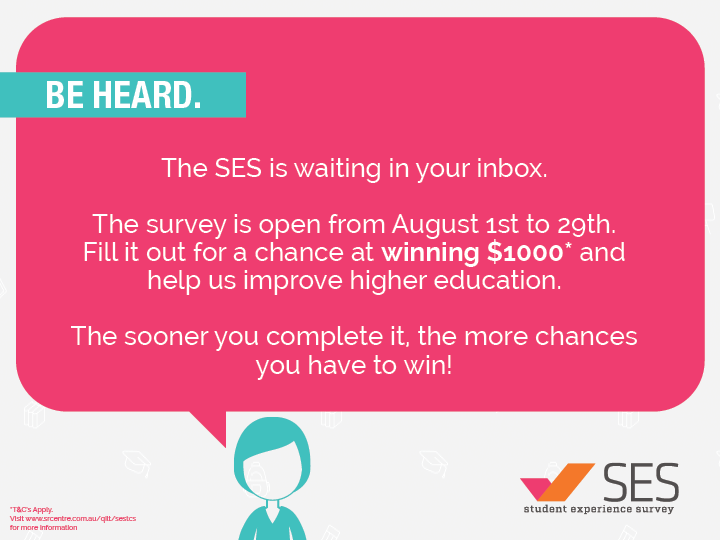 BE HEARD.
The SES is waiting in your inbox.
The survey is open from August 1st to 29th.
Fill it out for a chance at winning $1000* and
help us improve higher education.
The sooner you complete it, the more chances
you have to win!
SES
student experience survey
*T&C's Apply.
Visit www.srcentre.com.au/qilt/sestcs
for more information